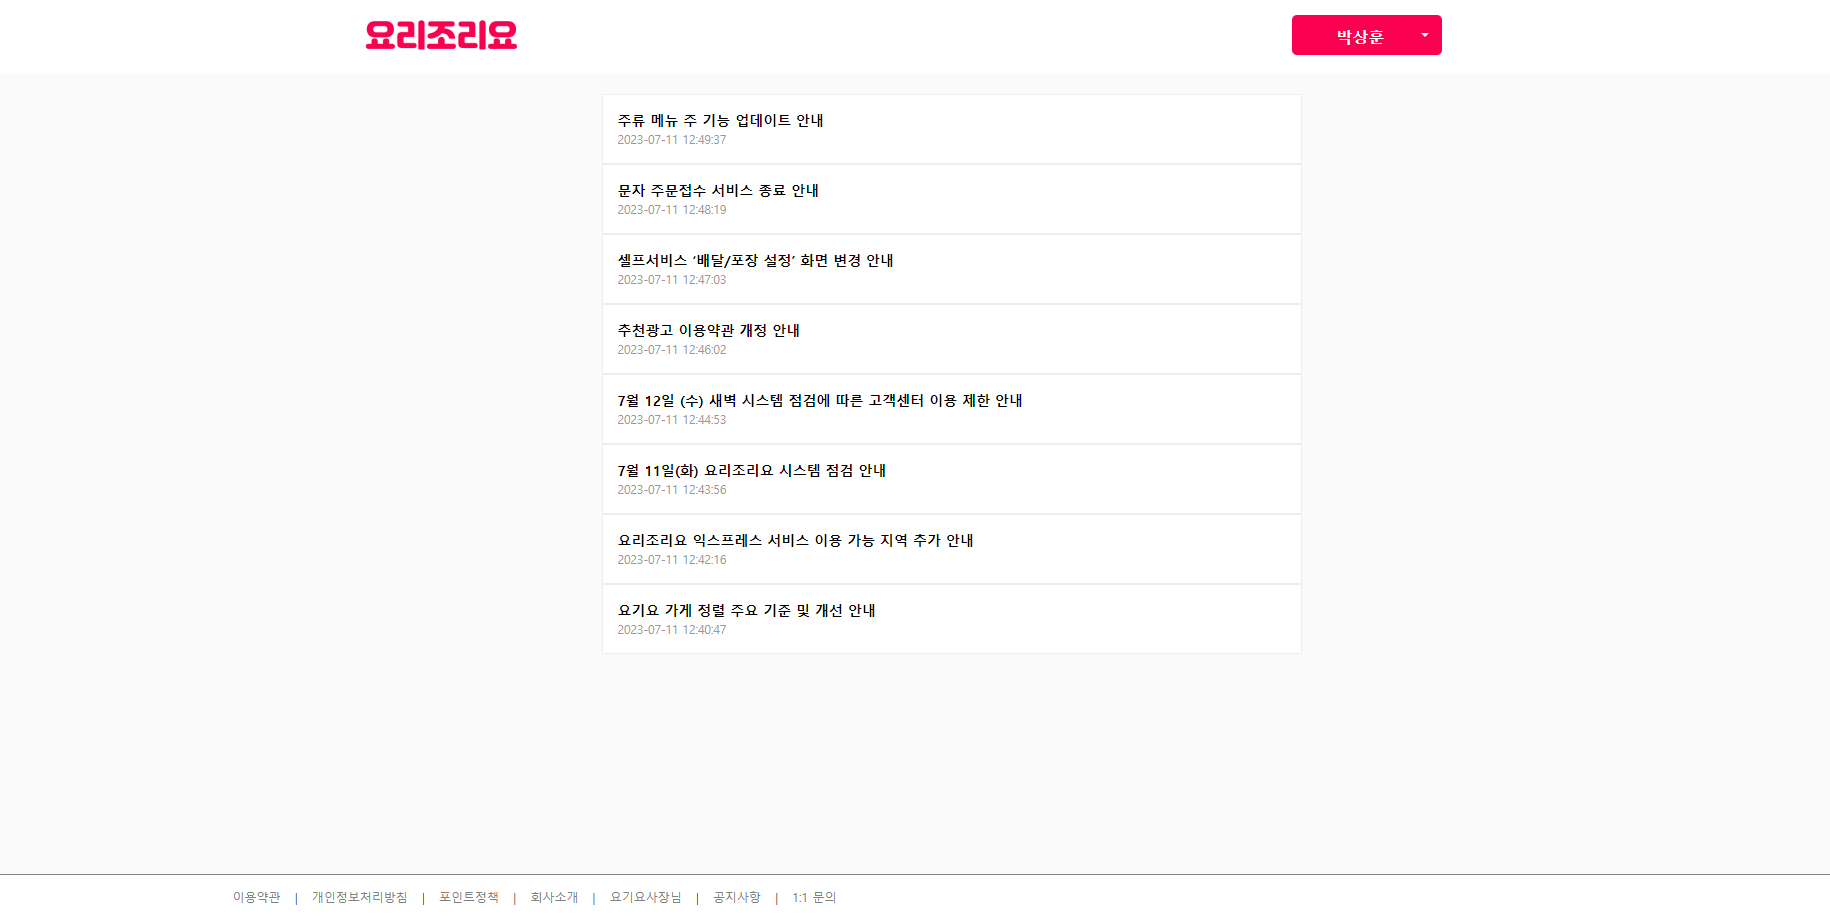 요리조리요
박상훈
주류 메뉴 주 기능 업데이트 안내
2023-07-11 12:49:37
문자 주문접수 서비스 종료 안내
2023-07-11 12:48:19
셀프서비스 ‘배달/포장 설정’ 화면 변경 안내
2023-07-11 12:47:03
추천광고 이용약관 개정 안내
2023-07-11 12:46:02
7월 12일 (수) 새벽 시스템 점검에 따른 고객센터 이용 제한 안내
2023-07-11 12:44:53
7월 11일(화) 요리조리요 시스템 점검 안내
2023-07-11 12:43:56
요리조리요 익스프레스 서비스 이용 가능 지역 추가 안내
2023-07-11 12:42:16
요기요 가게 정렬 주요 기준 및 개선 안내
2023-07-11 12:40:47
이용약관 | 개인정보처리방침 | 포인트정책 | 회사소개 | 요기요사장님 | 공지사항 | 1:1 문의